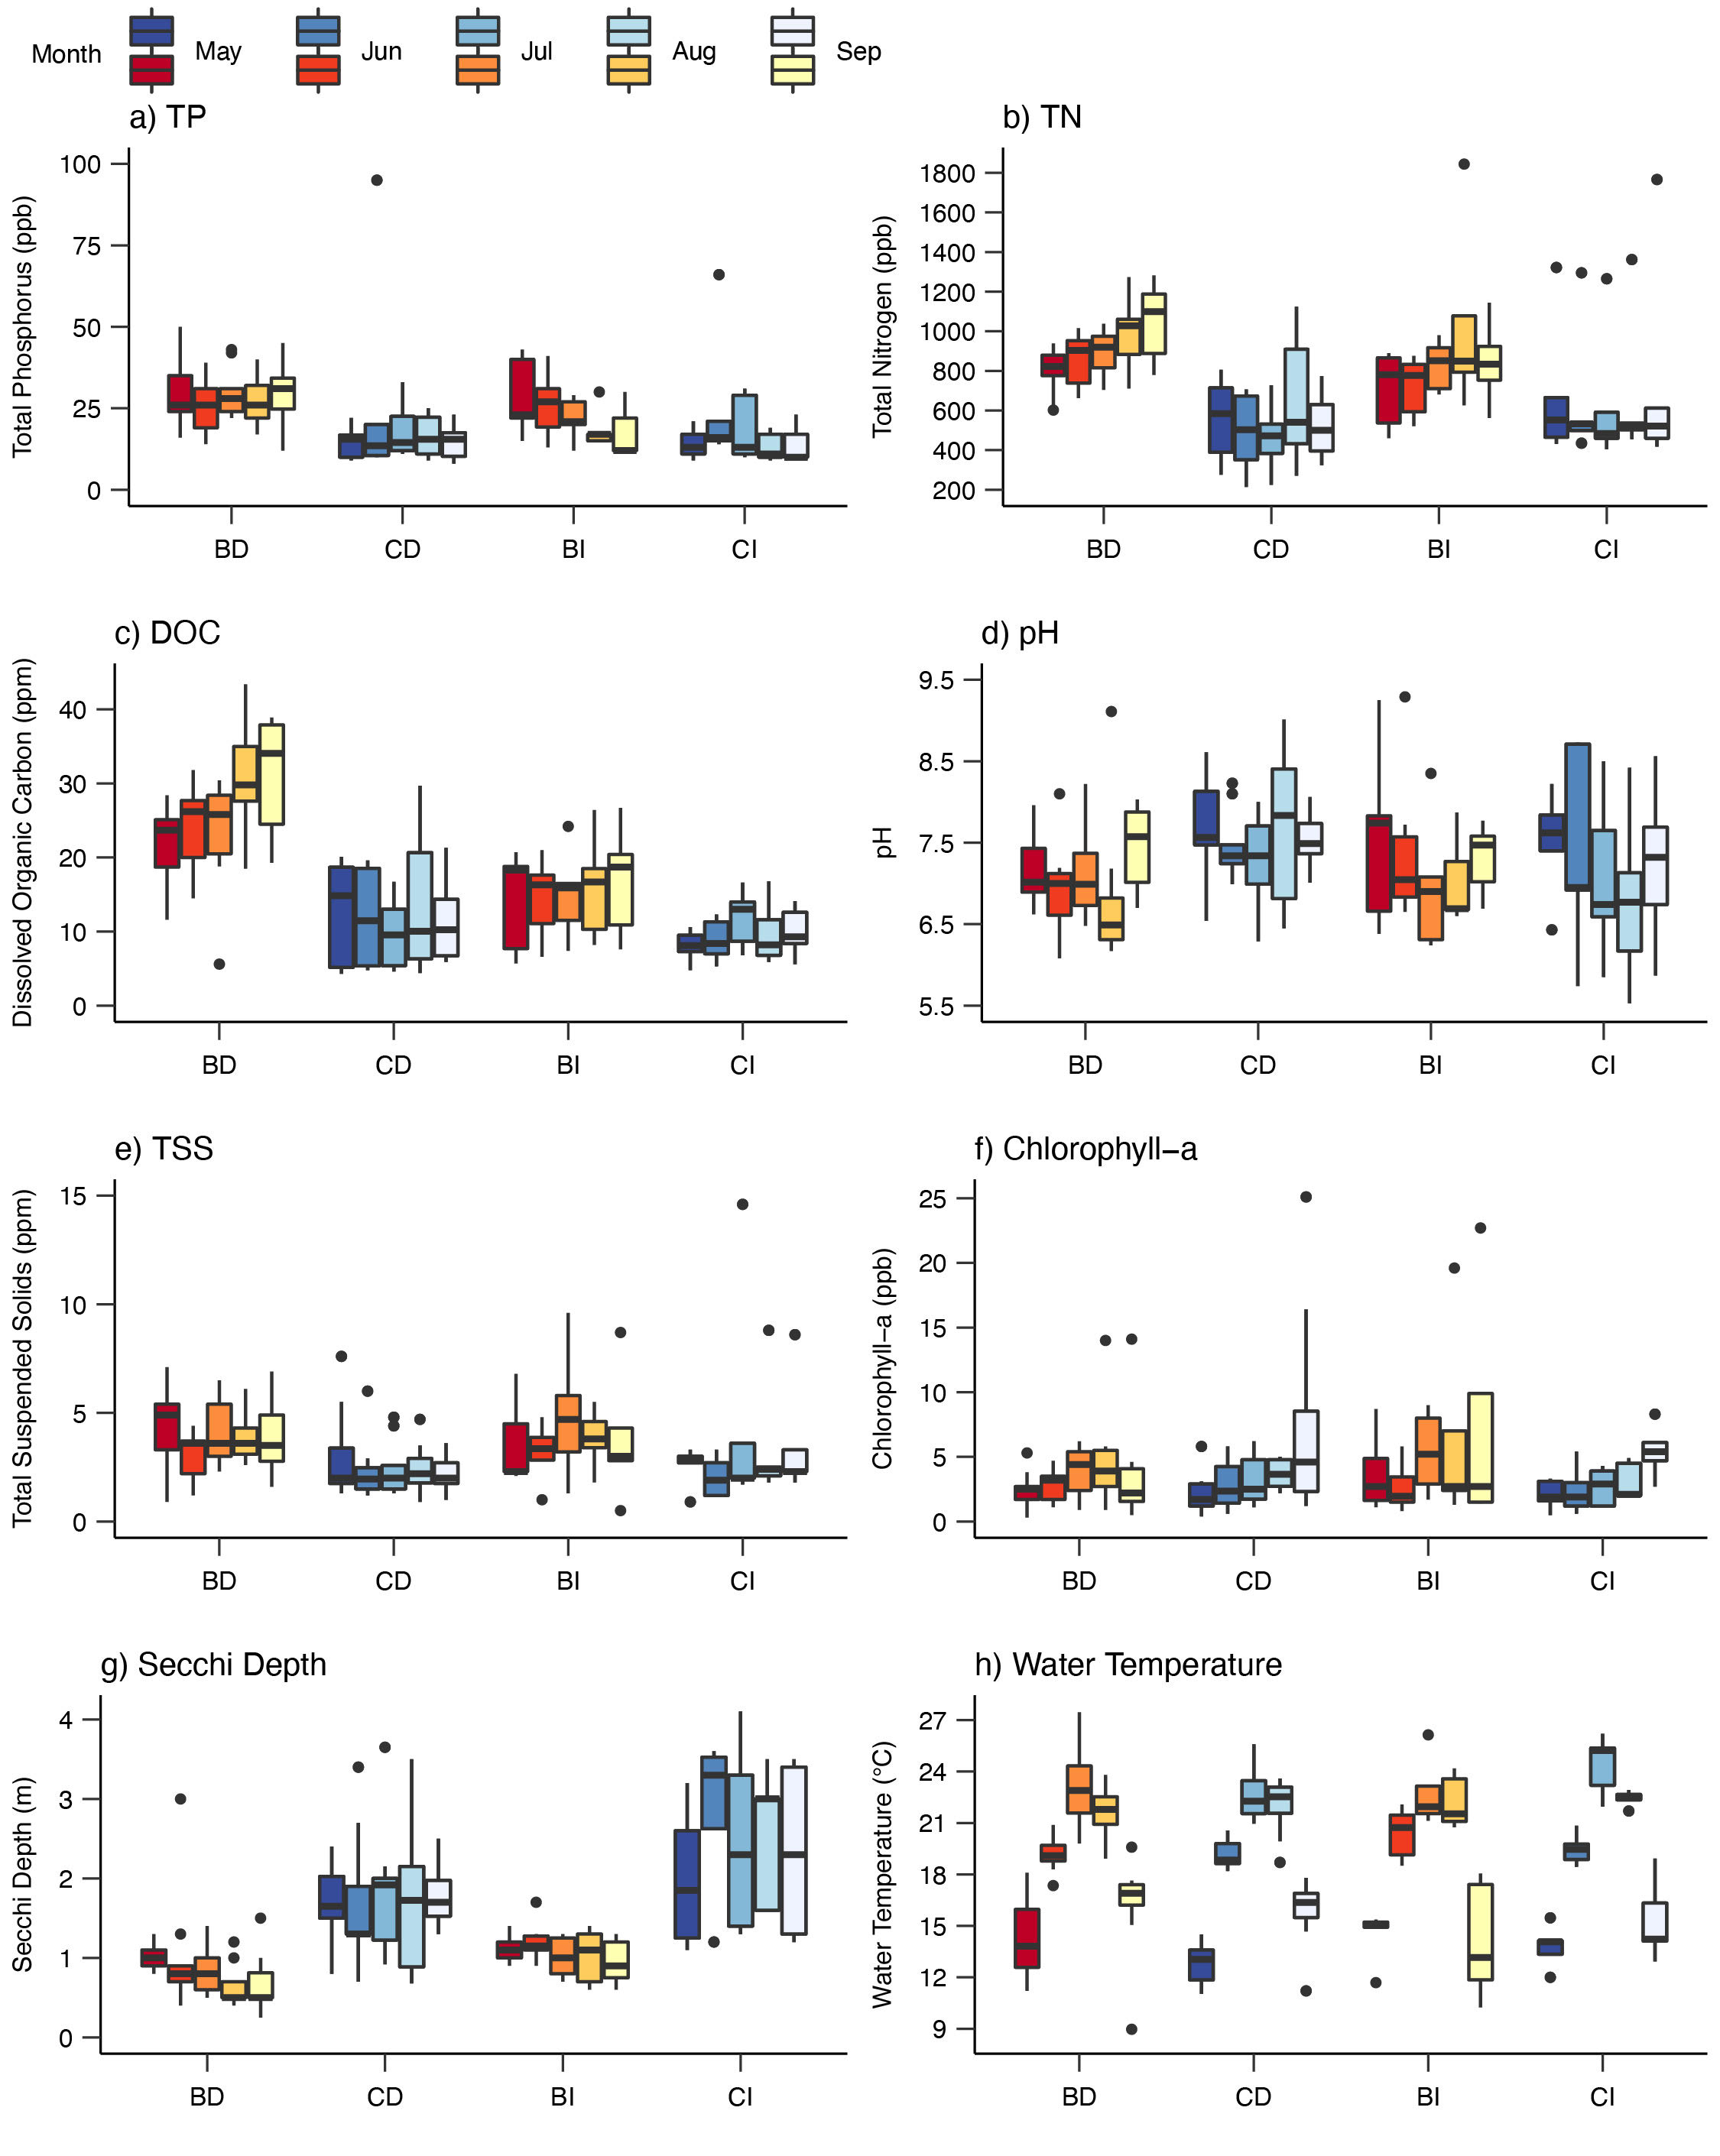 Month May Jun Jul Aug Sep
a) TP
Total Phosphorus (ppb)
100
75
50
25
0
BD CD BI CI
b) TN
Total Nitrogen (ppb)
1800
1600
1400
1200
1000
800
600
400
200
BD CD BI CI
c) DOC
Dissolved Organic Carbon (ppm)
40
30
20
10
0
BD CD BI CI
d) pH
pH
9.5
8.5
7.5
6.5
5.5
BD CD BI CI
e) TSS
Total Suspended Solids (ppm)
15
10
5
0
BD CD BI CI
f) Chlorophyll−a
Chlorophyll−a (ppb)
25
20
15
10
5
0
BD CD BI CI
g) Secchi Depth
Secchi Depth (m)
4
3
2
1
0
BD CD BI CI
h) Water Temperature
Water Temperature (°C)
27
24
21
18
15
12
9
BD CD BI CI